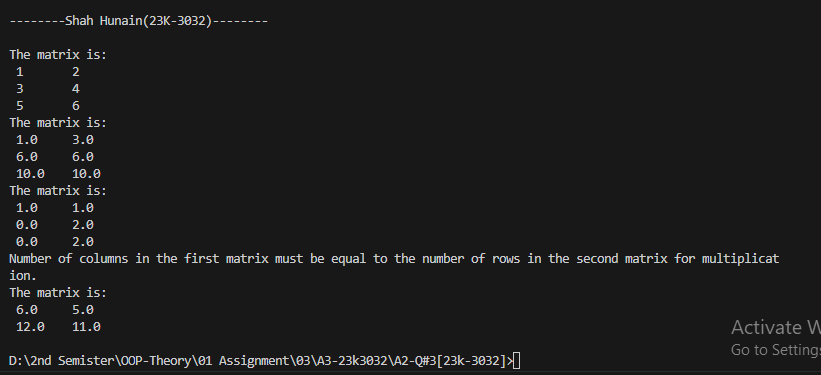 --------Shah Hunain(23K-3032)--------
The matrix is:
1 2
3 4
5 6
The matrix is:
1.0 3.0
6.0 6.0
10.0 10.0
The matrix is:
1.0 1.0
0.0 2.0
0.0 2.0
Number of columns in the first matrix must be equal to the number of rows in the second matrix for multiplicat
ion.
The matrix is:
6.0 5.0
12.0 11.0
Activate W
Go to Setting
D:\2nd Semister\OOP-Theory\01 Assignment\03\A3-23k3032\A2-Q#3[23k-3032]>